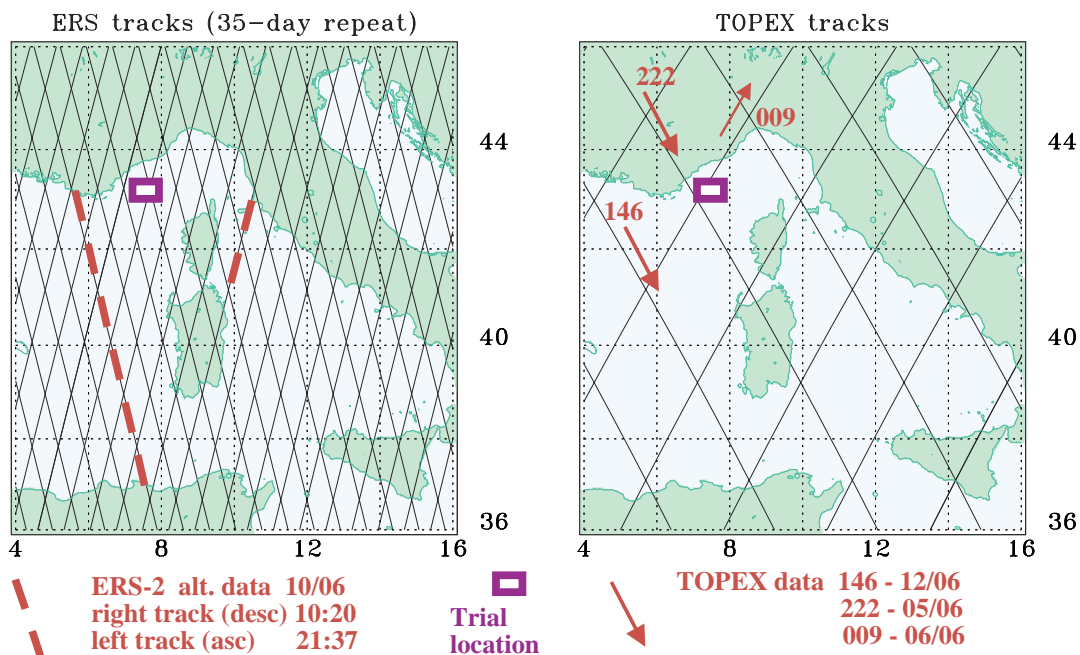 ERS tracks (35-day repeat)
TOPEX tracks
222
009
146
44
40
36
44
40
36
4 8 12 16
4 8 12 16
ERS-2 alt. data 10/06
right track (desc) 10:20
left track (asc) 21:37
Trial
location
TOPEX data 146 - 12/06
222 - 05/06
009 - 06/06